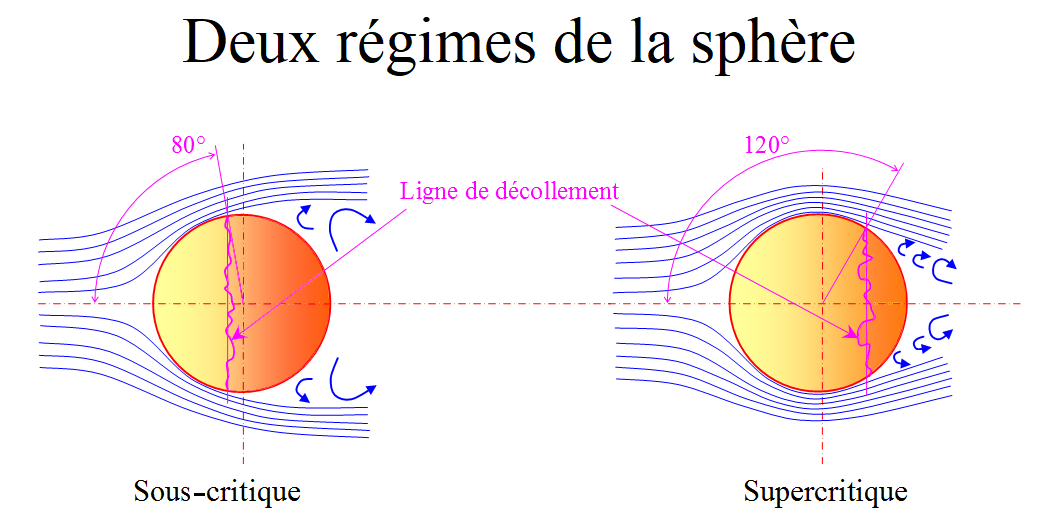 Deux régimes de la sphère
80°
120°
Ligne de décollement
Sous-critique
Supercritique